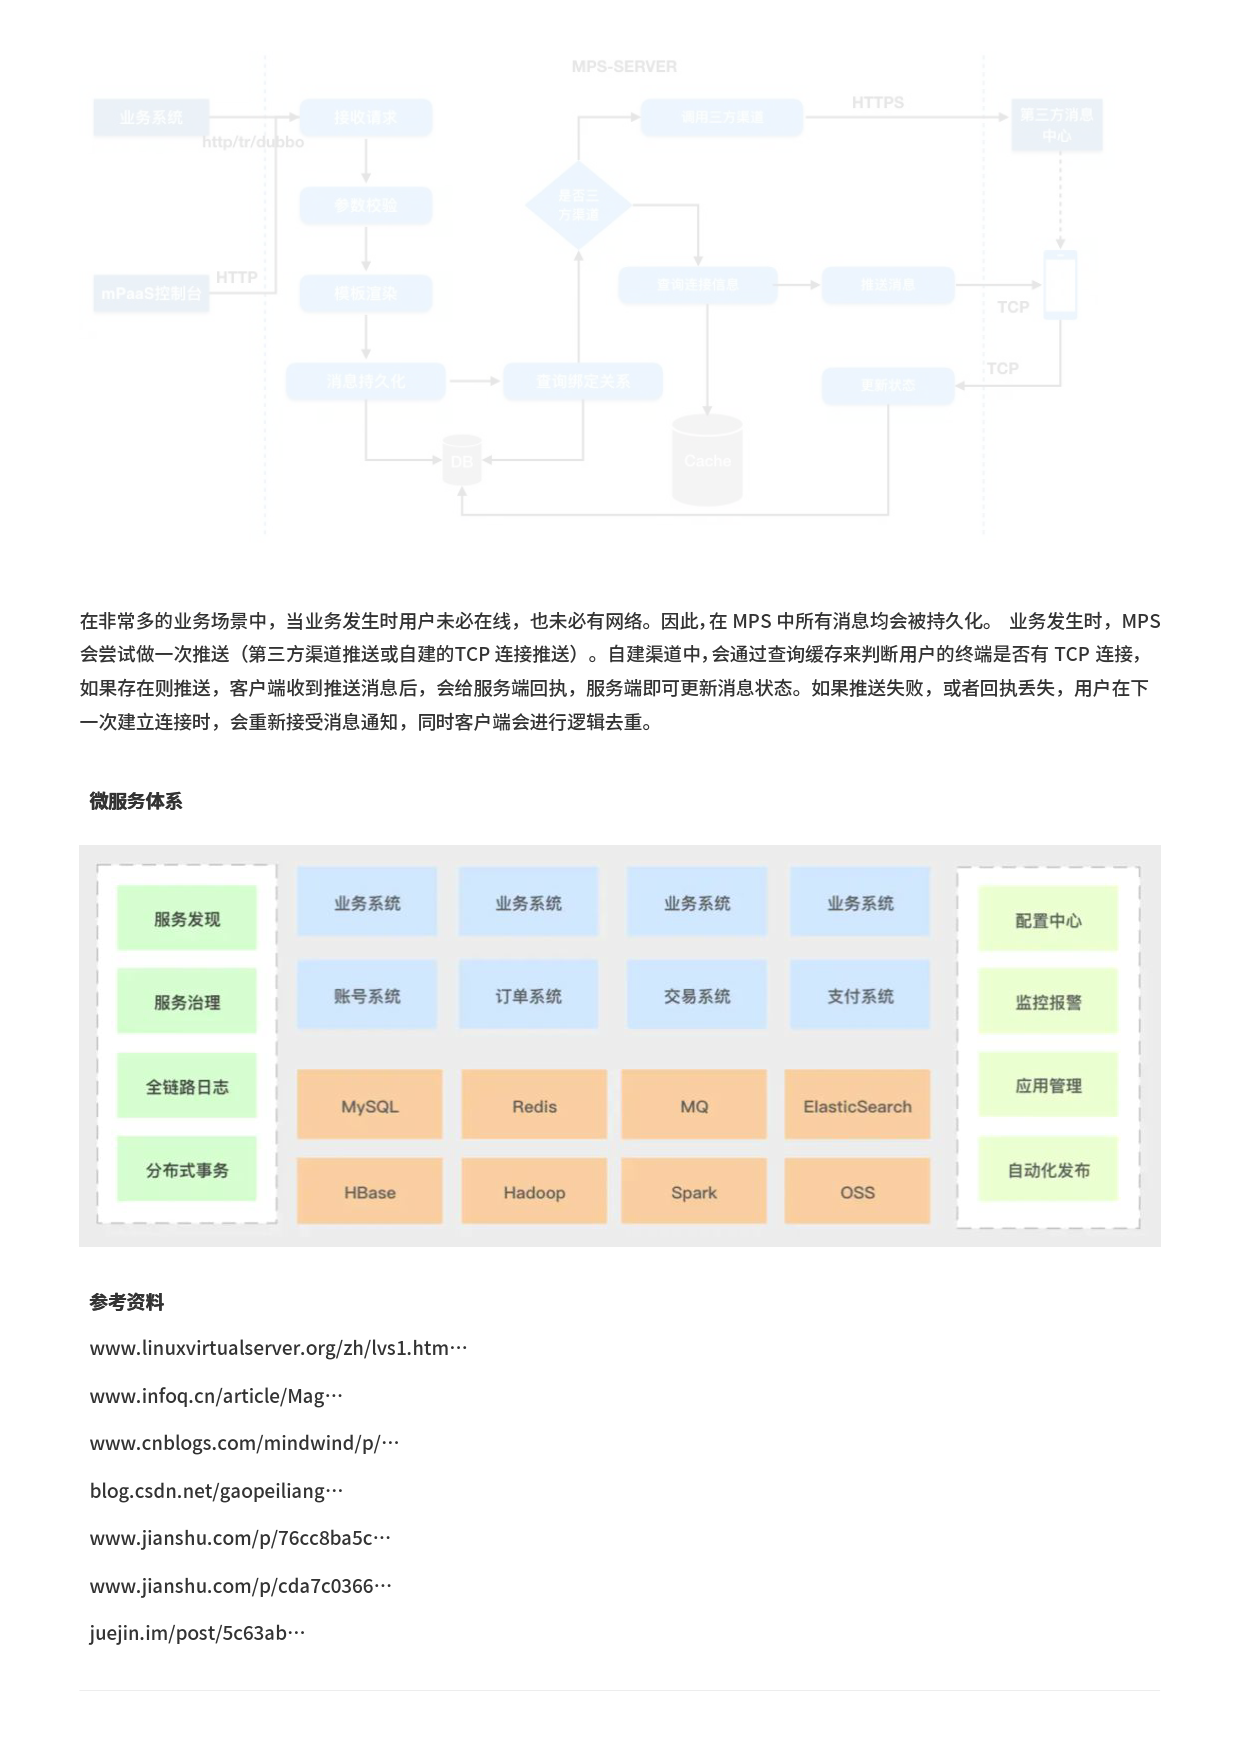 MPS-SERVER
业务系统
接收请求
调用三方渠道
HTTPS
第三方消息
中心
http/tr/dubbo
参数校验
是否三
方渠道
HTTP
mPaaS控制台
模板渲染
查询连接信息
推送消息
TCP
消息持久化
查询绑定关系
更新状态
TCP
DB
Cache
在非常多的业务场景中，当业务发生时用户未必在线，也未必有网络。因此，在 MPS 中所有消息均会被持久化。 业务发生时，MPS
会尝试做一次推送（第三方渠道推送或自建的TCP 连接推送）。自建渠道中，会通过查询缓存来判断用户的终端是否有 TCP 连接，
如果存在则推送，客户端收到推送消息后，会给服务端回执，服务端即可更新消息状态。如果推送失败，或者回执丢失，用户在下
一次建立连接时，会重新接受消息通知，同时客户端会进行逻辑去重。
微服务体系
服务发现
业务系统
业务系统
业务系统
业务系统
配置中心
服务治理
账号系统
订单系统
交易系统
支付系统
监控报警
全链路日志
MySQL
Redis
MQ
ElasticSearch
应用管理
分布式事务
HBase
Hadoop
Spark
OSS
自动化发布
参考资料
www.linuxvirtualserver.org/zh/lvs1.htm…
www.infoq.cn/article/Mag…
www.cnblogs.com/mindwind/p/…
blog.csdn.net/gaopeiliang…
www.jianshu.com/p/76cc8ba5c…
www.jianshu.com/p/cda7c0366…
juejin.im/post/5c63ab…